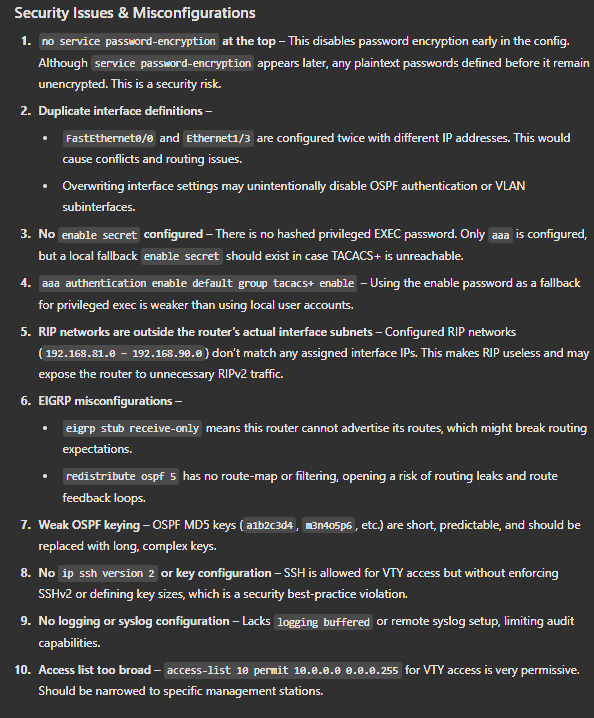 Security Issues & Misconfigurations
1. no service password-encryption at the top – This disables password encryption early in the config.
Although service password-encryption appears later, any plaintext passwords defined before it remain
unencrypted. This is a security risk.
2. Duplicate interface definitions –
• FastEthernet0/0 and Ethernet1/3 are configured twice with different IP addresses. This would
cause conflicts and routing issues.
• Overwriting interface settings may unintentionally disable OSPF authentication or VLAN
subinterfaces.
3. No enable secret configured – There is no hashed privileged EXEC password. Only aaa is configured,
but a local fallback enable secret should exist in case TACACS+ is unreachable.
4. aaa authentication enable default group tacacs+ enable – Using the enable password as a fallback
for privileged exec is weaker than using local user accounts.
5. RIP networks are outside the router's actual interface subnets – Configured RIP networks
(192.168.81.0 – 192.168.90.0) don't match any assigned interface IPs. This makes RIP useless and may
expose the router to unnecessary RIPv2 traffic.
6. EIGRP misconfigurations –
• eigrp stub receive-only means this router cannot advertise its routes, which might break routing
expectations.
• redistribute ospf 5 has no route-map or filtering, opening a risk of routing leaks and route
feedback loops.
7. Weak OSPF keying – OSPF MD5 keys (a1b2c3d4, m3n4o5p6, etc.) are short, predictable, and should be
replaced with long, complex keys.
8. No ip ssh version 2 or key configuration – SSH is allowed for VTY access but without enforcing
SSHv2 or defining key sizes, which is a security best-practice violation.
9. No logging or syslog configuration – Lacks logging buffered or remote syslog setup, limiting audit
capabilities.
10. Access list too broad – access-list 10 permit 10.0.0.0 0.0.0.255 for VTY access is very permissive.
Should be narrowed to specific management stations.